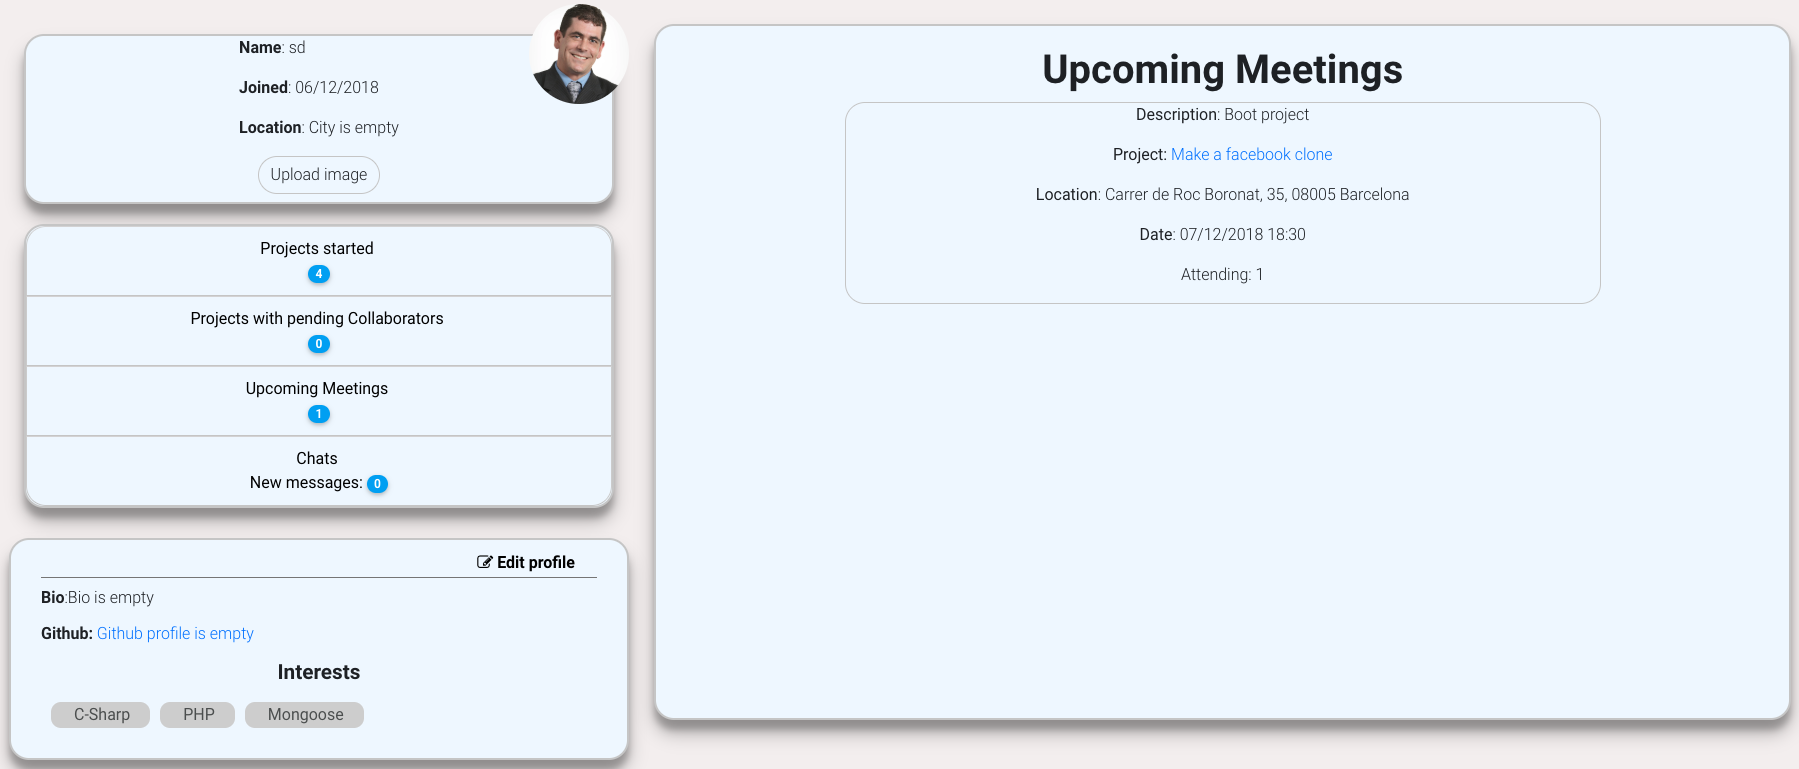 Name: sd
Joined: 06/12/2018
Location: City is empty
Upload image
Projects started
4
Projects with pending Collaborators
0
Upcoming Meetings
1
Chats
New messages: 0
Edit profile
Bio:Bio is empty
Github: Github profile is empty
Interests
C-Sharp PHP Mongoose
Upcoming Meetings
Description: Boot project
Project: Make a facebook clone
Location: Carrer de Roc Boronat, 35, 08005 Barcelona
Date: 07/12/2018 18:30
Attending: 1